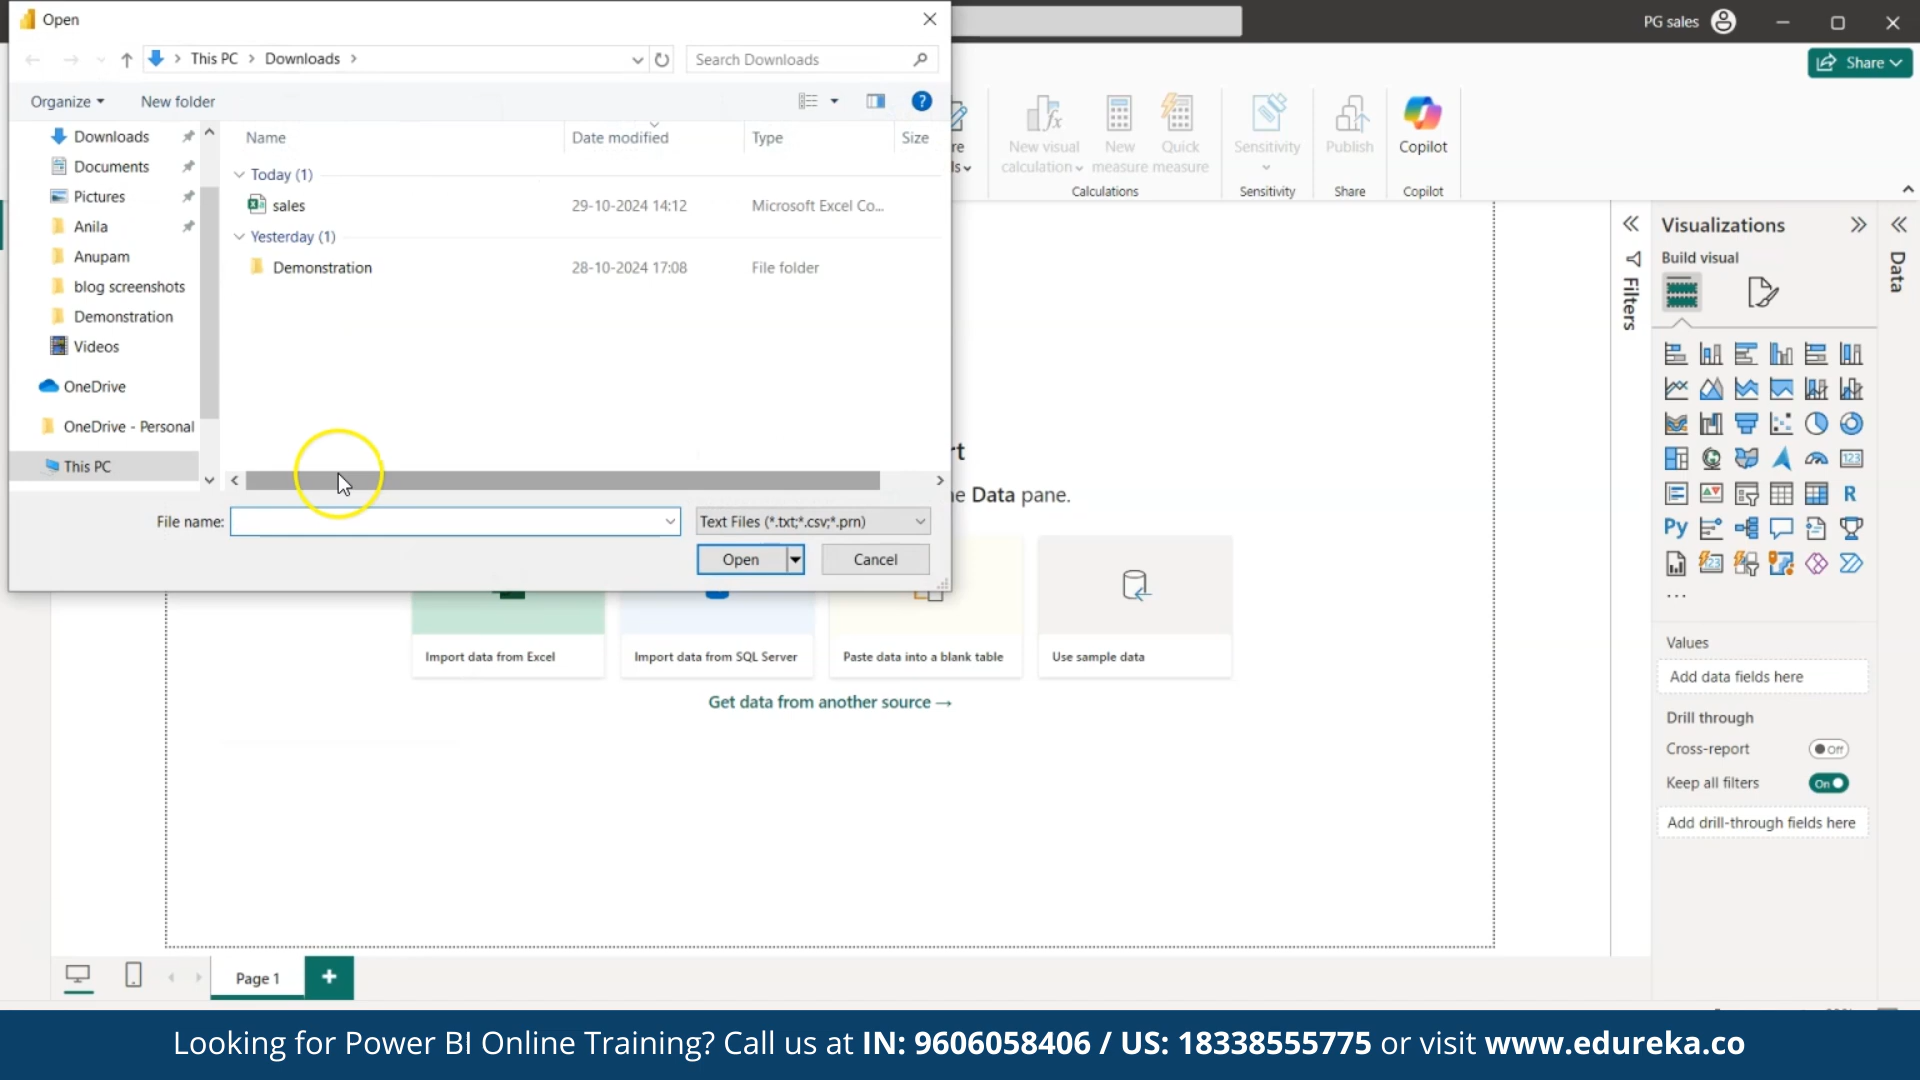 Open
PG sales
This PC
Downloads
Search Downloads
Share
Organize
New folder
Downloads
Documents
Pictures
Anila
Anupam
blog screenshots
Demonstration
Videos
OneDrive
OneDrive - Personal
This PC
Name
Date modified
Type
Size
Today (1)
sales
29-10-2024 14:12
Microsoft Excel Co...
Yesterday (1)
Demonstration
28-10-2024 17:08
File folder
File name:
Text Files (*.txt;*.csv;*.prn)
Open
Cancel
re
ls
New visual
calculation
New
measure
Quick
measure
Calculations
Sensitivity
Sensitivity
Publish
Share
Copilot
Copilot
rt
ne Data pane.
Import data from Excel
Import data from SQL Server
Paste data into a blank table
Use sample data
Get data from another source →
Filters
Visualizations
Build visual
Data
123
R
Py
123
...
Values
Add data fields here
Drill through
Cross-report
Off
Keep all filters
On
Add drill-through fields here
Page 1
Looking for Power BI Online Training? Call us at IN: 9606058406 / US: 18338555775 or visit www.edureka.co